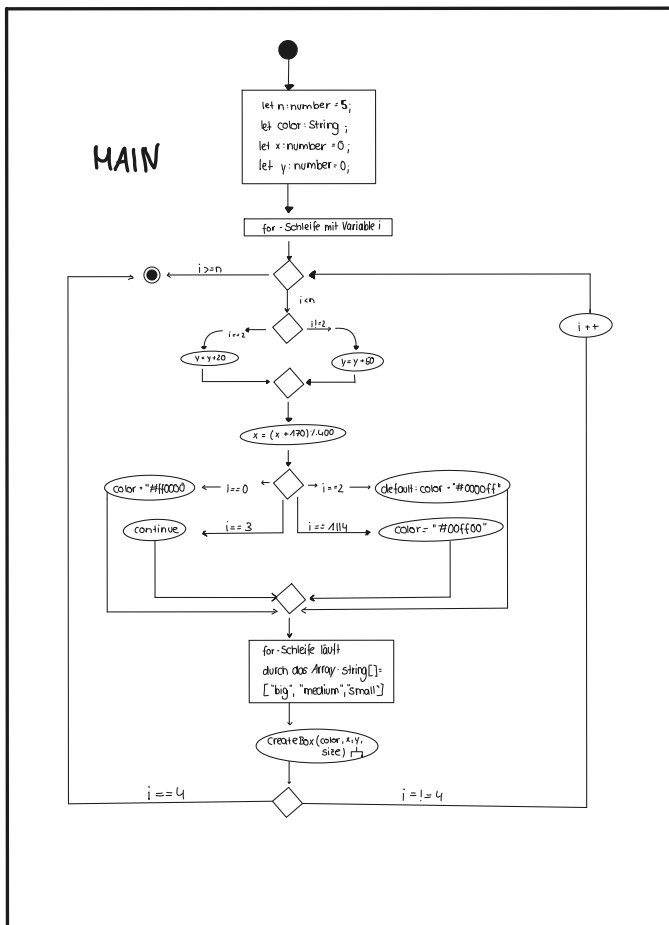 MAIN
let n:number = 5;
let color:String ;
let x:number = 0;
let y:number = 0;
for - Schleife mit Variable i
i>=n
i<n
i++
i==2
i!=2
y=y+20
x = (x +170)%400
color = "#ff0000
i==0
i==2
default: color = "#0000ff"
continue
i==3
i==1||4
color = "#00ff00"
for-Schleife läuft
durch das Array: string[]=
["big", "medium", "small"]
createBox(color,x,y,
size)
i==4
i=!=4